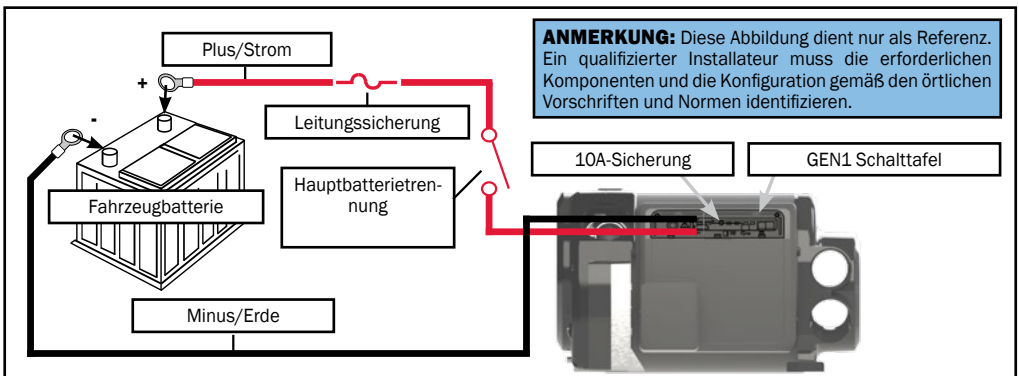 Plus/Strom
ANMERKUNG: Diese Abbildung dient nur als Referenz.
Ein qualifizierter Installateur muss die erforderlichen
Komponenten und die Konfiguration gemäß den örtlichen
Vorschriften und Normen identifizieren.
+
-
Leitungssicherung
10A-Sicherung
GEN1 Schalttafel
Hauptbatterietren-
nung
Fahrzeugbatterie
Minus/Erde